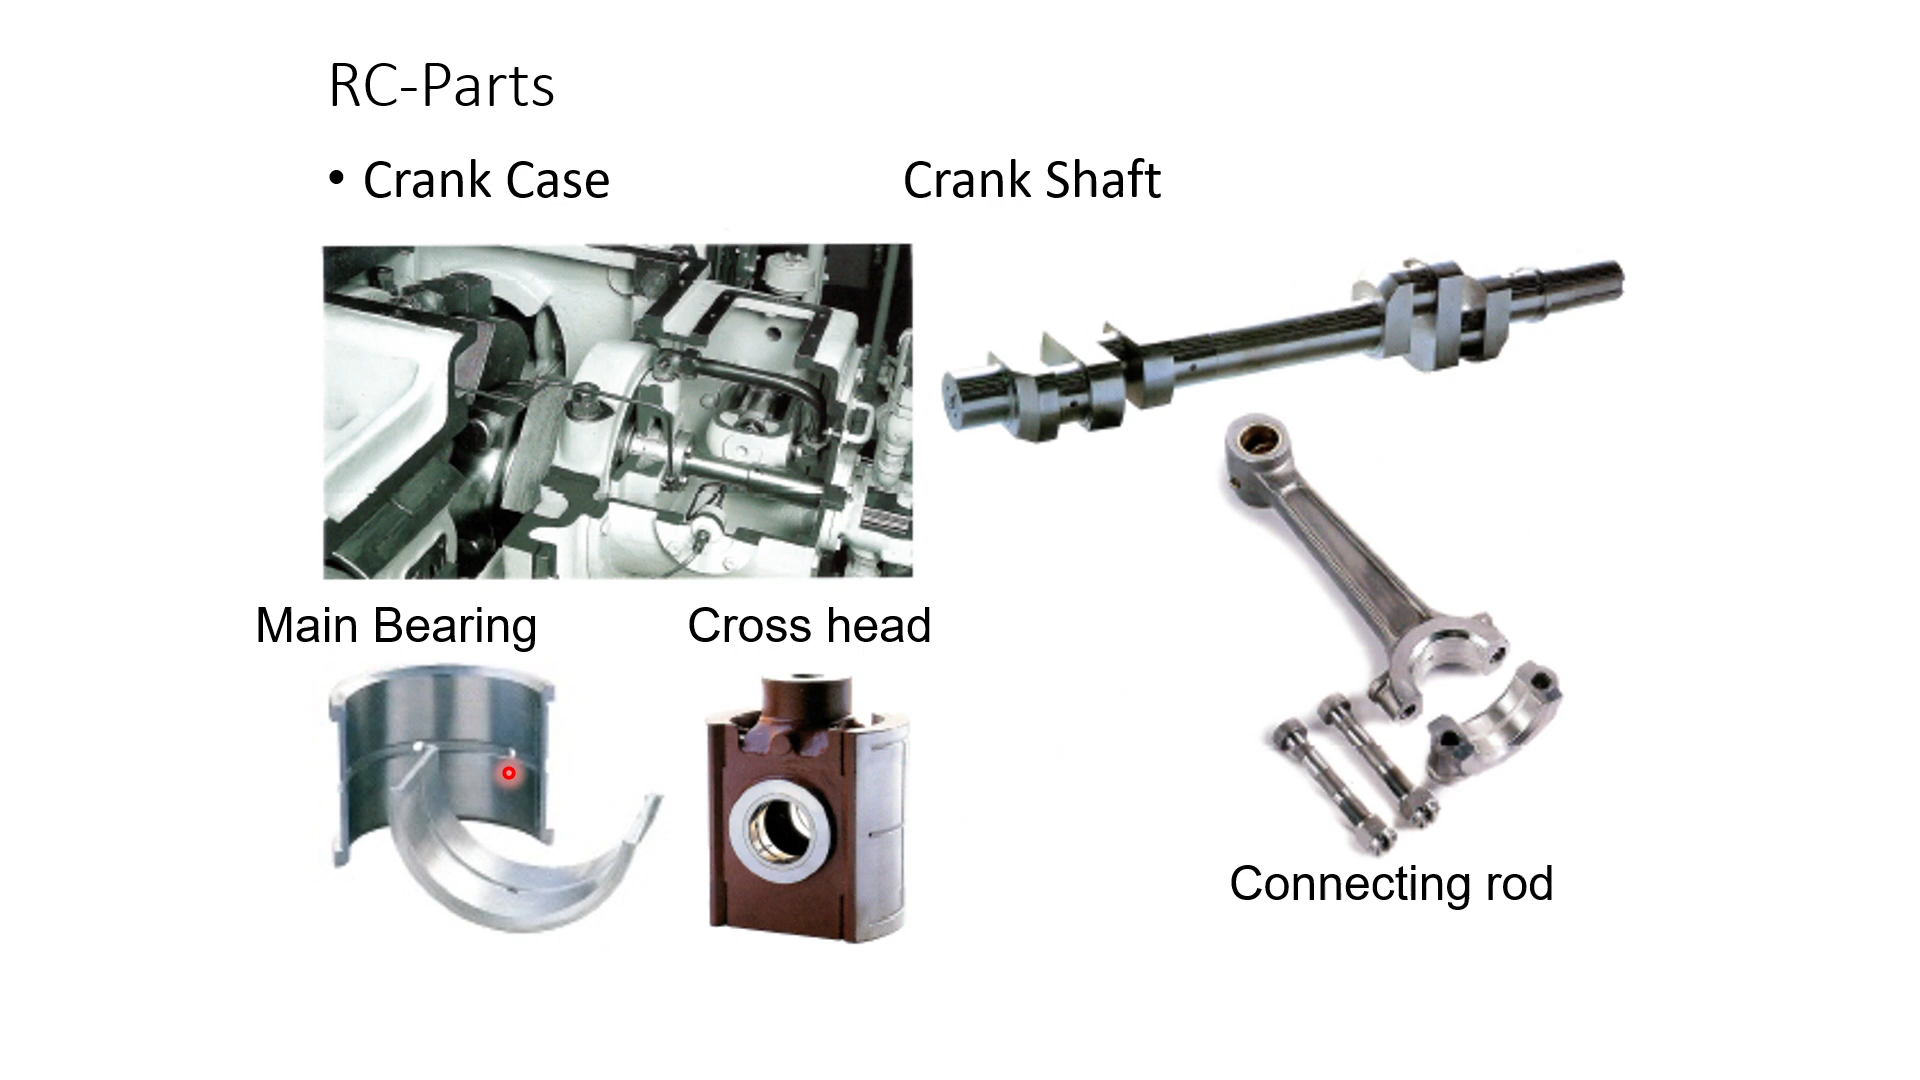 RC-Parts
• Crank Case
Crank Shaft
Main Bearing
Cross head
Connecting rod